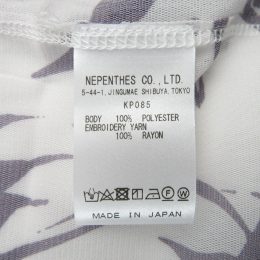 NEPENTHES CO., LTD.
5-44-1, JINGUMAE SHIBUYA, TOKYO
KP085
BODY 100% POLYESTER
EMBROIDERY YARN
100% RAYON
MADE IN JAPAN